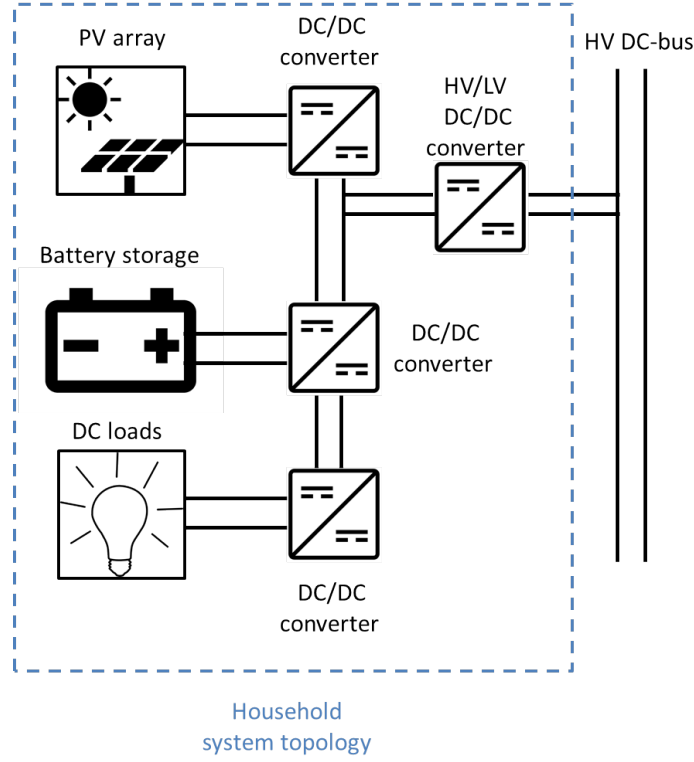 PV array
DC/DC
converter
HV DC-bus
HV/LV
DC/DC
converter
Battery storage
DC/DC
converter
DC loads
DC/DC
converter
Household
system topology